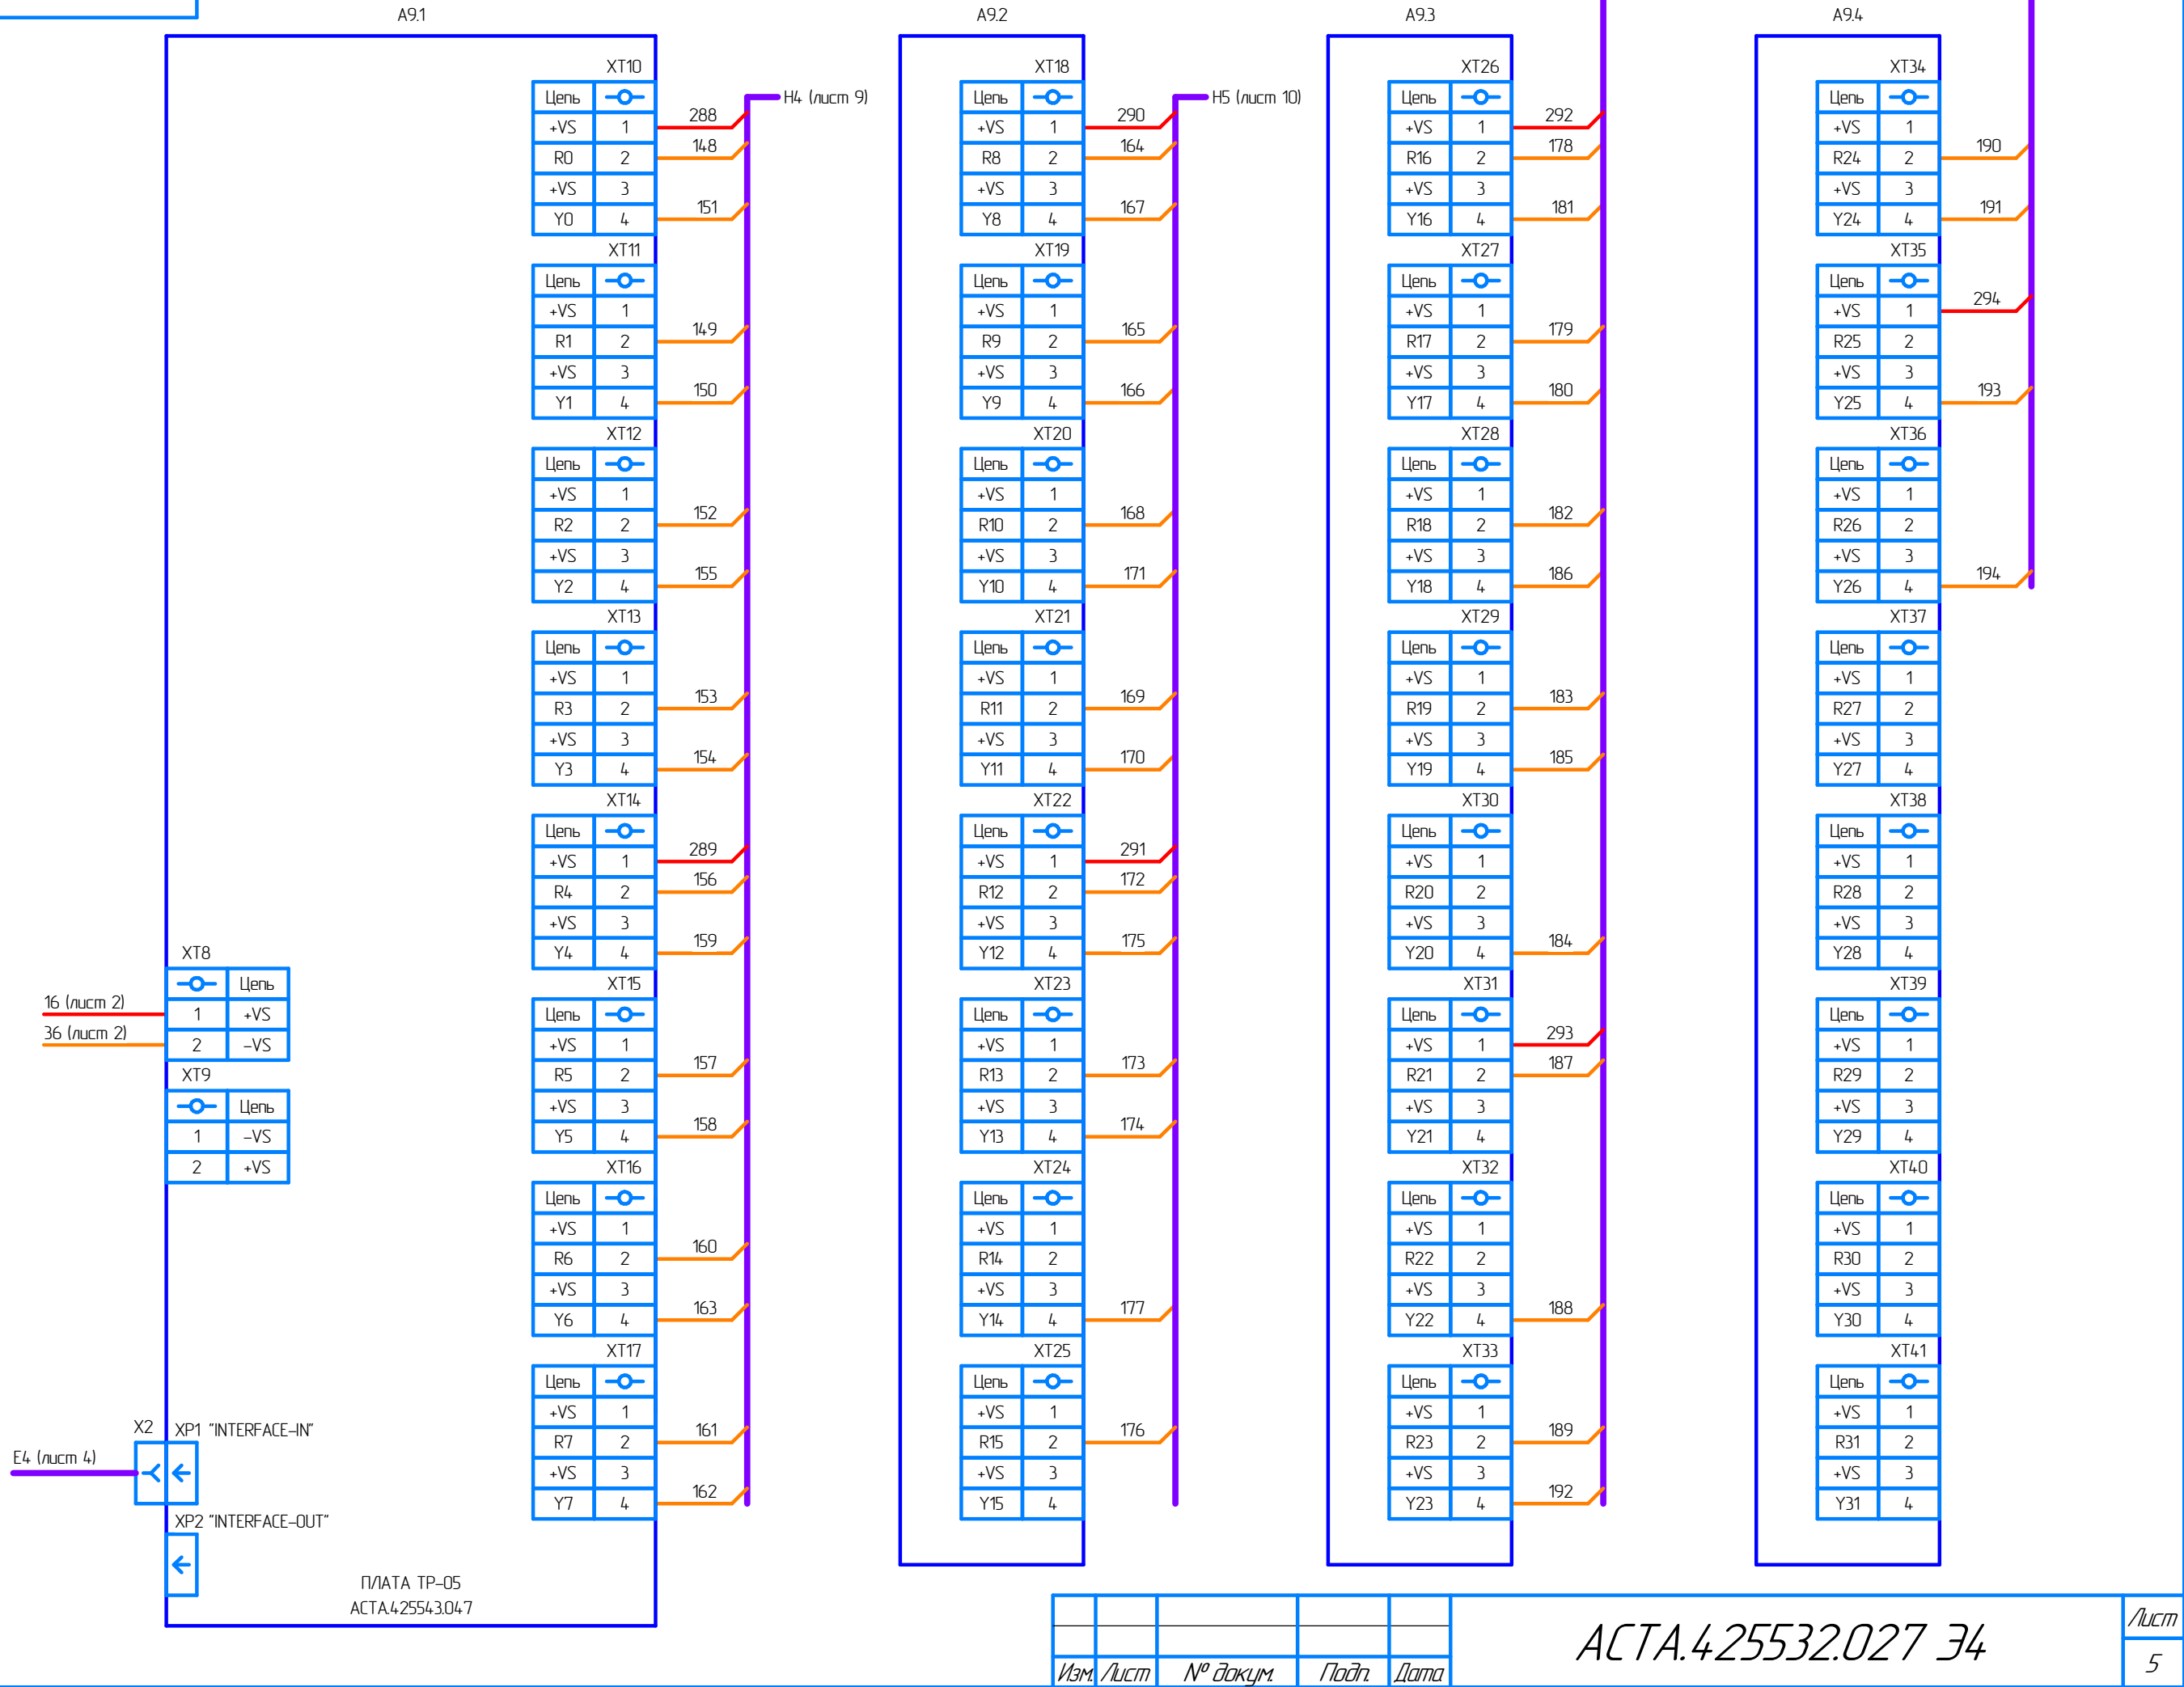 A9.1
XT10
Цепь
+VS 1 288
R0 2 148
+VS 3
Y0 4 151
XT11
Цепь
+VS 1
R1 2 149
+VS 3
Y1 4 150
XT12
Цепь
+VS 1
R2 2 152
+VS 3
Y2 4 155
XT13
Цепь
+VS 1
R3 2 153
+VS 3
Y3 4 154
XT14
Цепь
+VS 1 289
R4 2 156
+VS 3
Y4 4 159
XT15
Цепь
+VS 1
R5 2 157
+VS 3
Y5 4 158
XT16
Цепь
+VS 1
R6 2 160
+VS 3
Y6 4 163
XT17
Цепь
+VS 1
R7 2 161
+VS 3
Y7 4 162
H4 (лист 9)
XT8
Цепь
16 (лист 2) 1 +VS
36 (лист 2) 2 -VS
XT9
Цепь
1 -VS
2 +VS
X2 XP1 "INTERFACE-IN"
E4 (лист 4)
XP2 "INTERFACE-OUT"
ПЛАТА ТР-05
АСТА.425543.047
A9.2
XT18
Цепь
+VS 1 290
R8 2 164
+VS 3
Y8 4 167
XT19
Цепь
+VS 1
R9 2 165
+VS 3
Y9 4 166
XT20
Цепь
+VS 1
R10 2 168
+VS 3
Y10 4 171
XT21
Цепь
+VS 1
R11 2 169
+VS 3
Y11 4 170
XT22
Цепь
+VS 1 291
R12 2 172
+VS 3
Y12 4 175
XT23
Цепь
+VS 1
R13 2 173
+VS 3
Y13 4 174
XT24
Цепь
+VS 1
R14 2
+VS 3
Y14 4 177
XT25
Цепь
+VS 1
R15 2 176
+VS 3
Y15 4
H5 (лист 10)
A9.3
XT26
Цепь
+VS 1 292
R16 2 178
+VS 3
Y16 4 181
XT27
Цепь
+VS 1
R17 2 179
+VS 3
Y17 4 180
XT28
Цепь
+VS 1
R18 2 182
+VS 3
Y18 4 186
XT29
Цепь
+VS 1
R19 2 183
+VS 3
Y19 4 185
XT30
Цепь
+VS 1
R20 2
+VS 3
Y20 4 184
XT31
Цепь
+VS 1 293
R21 2 187
+VS 3
Y21 4
XT32
Цепь
+VS 1
R22 2
+VS 3
Y22 4 188
XT33
Цепь
+VS 1
R23 2 189
+VS 3
Y23 4 192
A9.4
XT34
Цепь
+VS 1
R24 2 190
+VS 3
Y24 4 191
XT35
Цепь
+VS 1 294
R25 2
+VS 3
Y25 4 193
XT36
Цепь
+VS 1
R26 2
+VS 3
Y26 4 194
XT37
Цепь
+VS 1
R27 2
+VS 3
Y27 4
XT38
Цепь
+VS 1
R28 2
+VS 3
Y28 4
XT39
Цепь
+VS 1
R29 2
+VS 3
Y29 4
XT40
Цепь
+VS 1
R30 2
+VS 3
Y30 4
XT41
Цепь
+VS 1
R31 2
+VS 3
Y31 4
Изм. Лист № докум. Подп. Дата
АСТА.425532.027 Э4
Лист
5